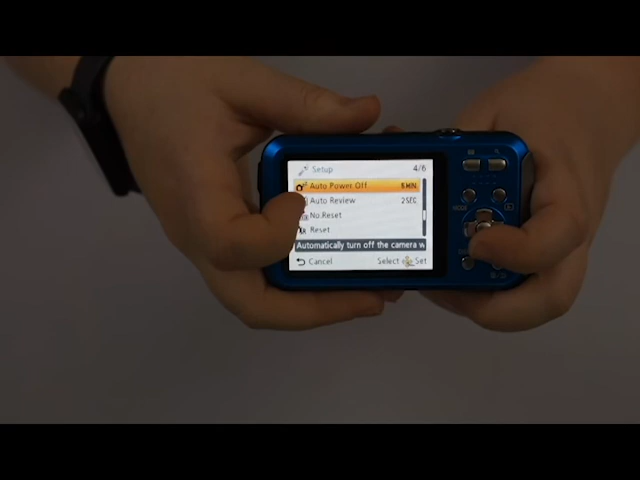 Setup 4/6
Auto Power Off 5MIN.
Auto Review 2SEC
No.Reset
Reset
Automatically turn off the camera w
Cancel Select Set
MODE